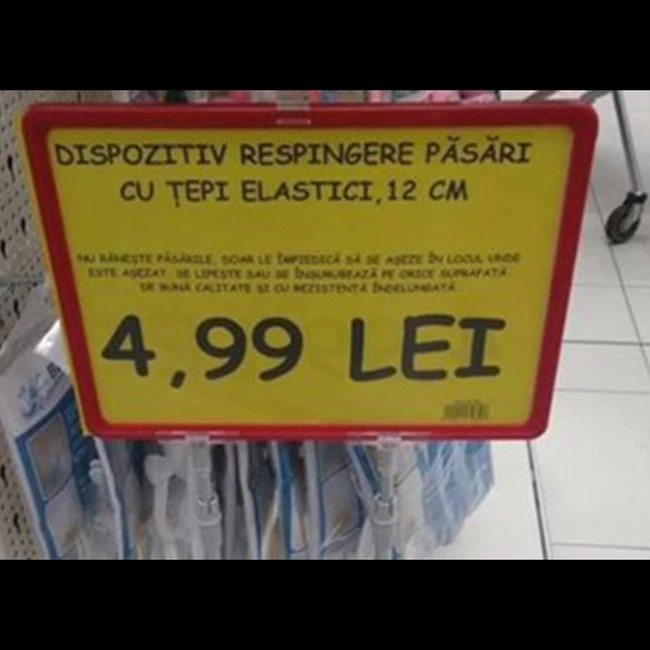 DISPOZITIV RESPINGERE PĂSĂRI
CU ȚEPI ELASTICI, 12 CM
NU RĂNEȘTE PĂSĂRILE, DOAR LE ÎMPIEDICĂ SĂ SE AȘEZE ÎN LOCUL UNDE
ESTE AȘEZAT. SE LIPEȘTE SAU SE ÎNȘURUBEAZĂ PE ORICE SUPRAFAȚĂ.
DE BUNĂ CALITATE ȘI CU REZISTENȚĂ ÎNDELUNGATĂ.
4,99 LEI